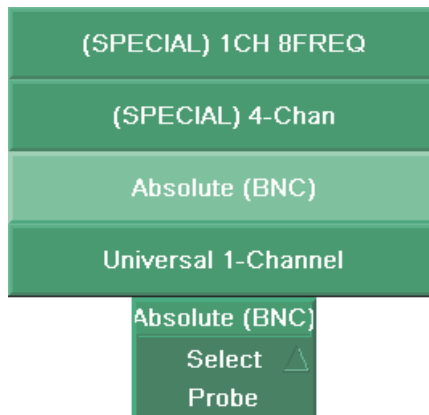 (SPECIAL) 1CH 8FREQ
(SPECIAL) 4-Chan
Absolute (BNC)
Universal 1-Channel
Absolute (BNC)
Select
Probe